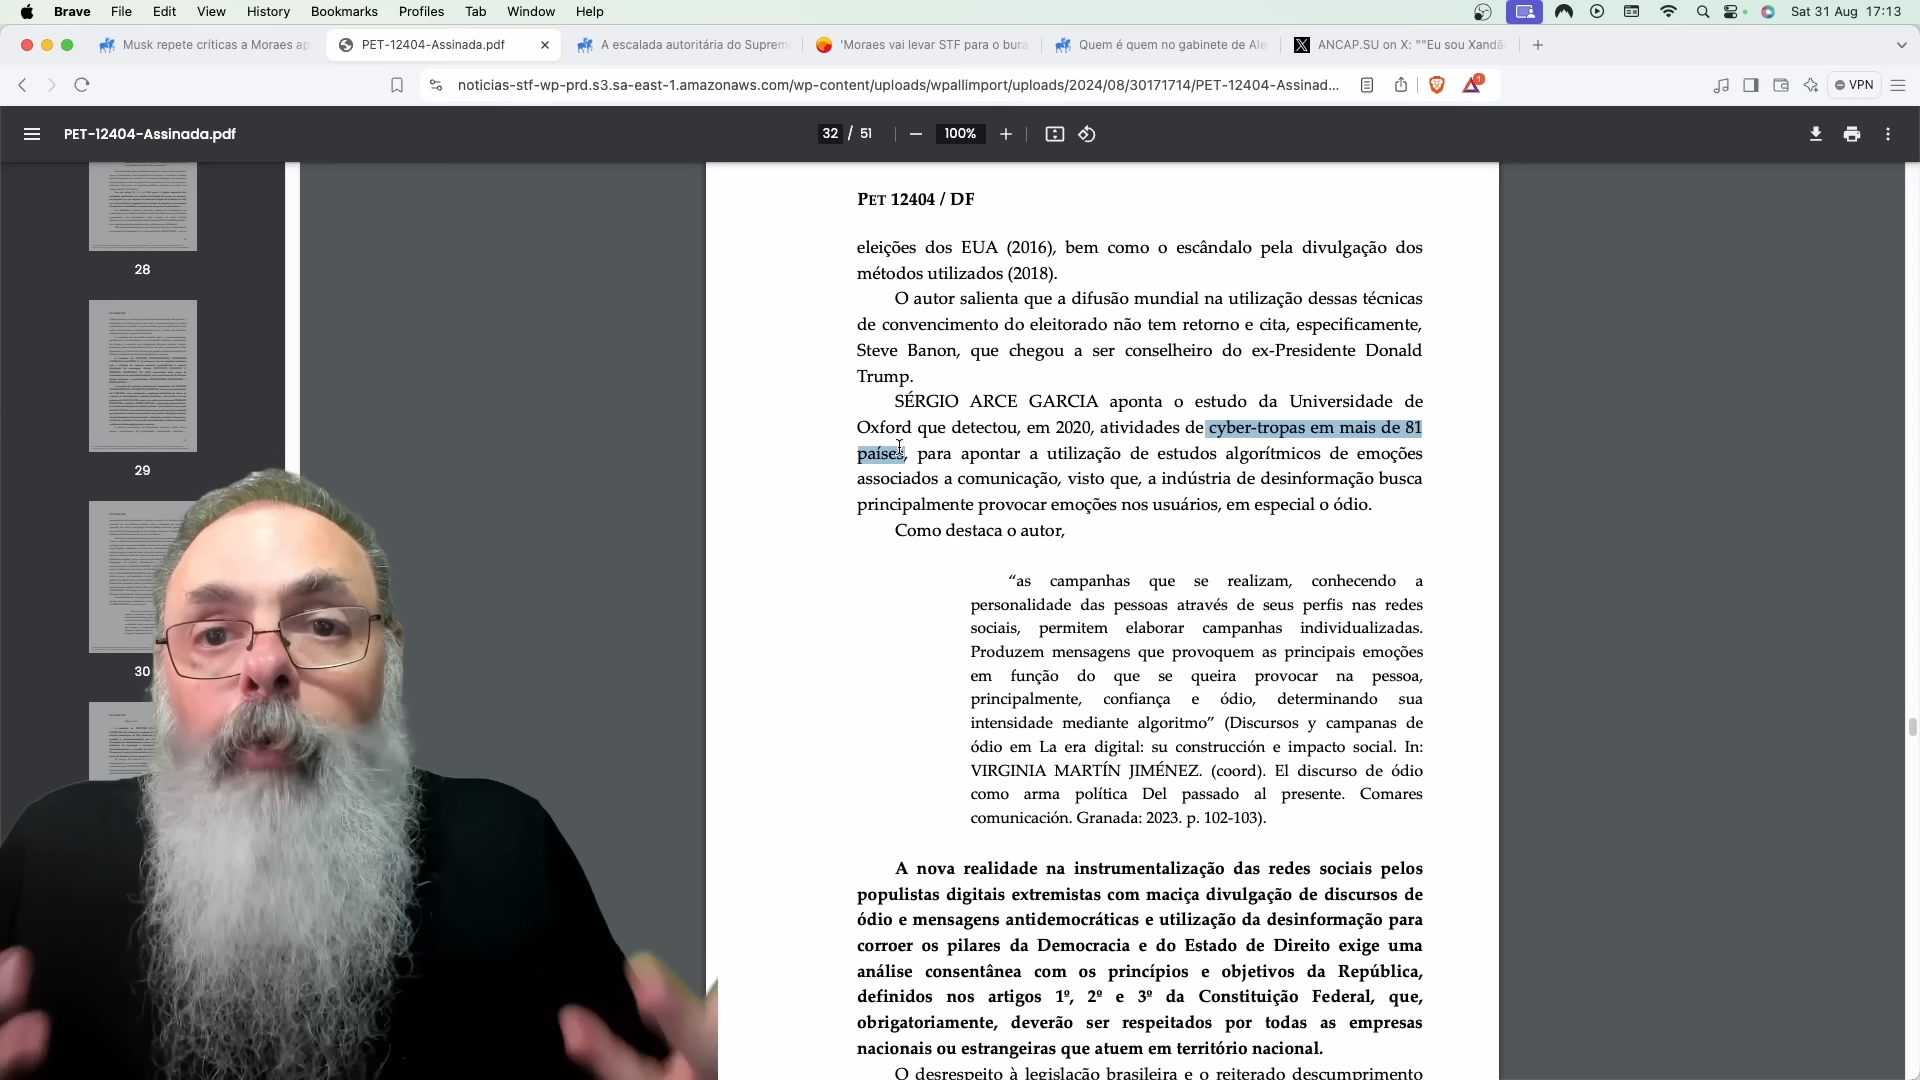 Brave File Edit View History Bookmarks Profiles Tab Window Help Sat 31 Aug 17:13
Musk repete críticas a Moraes ap
PET-12404-Assinada.pdf
A escalada autoritária do Suprem
'Moraes vai levar STF para o bura
Quem é quem no gabinete de Ale
ANCAP.SU on X: ""Eu sou Xandã
noticias-stf-wp-prd.s3.sa-east-1.amazonaws.com/wp-content/uploads/wpallimport/uploads/2024/08/30171714/PET-12404-Assinad...
1
VPN
PET-12404-Assinada.pdf
32 / 51
100%
28
29
30
PET 12404 / DF
eleições dos EUA (2016), bem como o escândalo pela divulgação dos
métodos utilizados (2018).
O autor salienta que a difusão mundial na utilização dessas técnicas
de convencimento do eleitorado não tem retorno e cita, especificamente,
Steve Banon, que chegou a ser conselheiro do ex-Presidente Donald
Trump.
SÉRGIO ARCE GARCIA aponta o estudo da Universidade de
Oxford que detectou, em 2020, atividades de cyber-tropas em mais de 81
países, para apontar a utilização de estudos algorítmicos de emoções
associados a comunicação, visto que, a indústria de desinformação busca
principalmente provocar emoções nos usuários, em especial o ódio.
Como destaca o autor,
“as campanhas que se realizam, conhecendo a
personalidade das pessoas através de seus perfis nas redes
sociais, permitem elaborar campanhas individualizadas.
Produzem mensagens que provoquem as principais emoções
em função do que se queira provocar na pessoa,
principalmente, confiança e ódio, determinando sua
intensidade mediante algoritmo” (Discursos y campanas de
ódio em La era digital: su construcción e impacto social. In:
VIRGINIA MARTÍN JIMÉNEZ. (coord). El discurso de ódio
como arma política Del passado al presente. Comares
comunicación. Granada: 2023. p. 102-103).
A nova realidade na instrumentalização das redes sociais pelos
populistas digitais extremistas com maciça divulgação de discursos de
ódio e mensagens antidemocráticas e utilização da desinformação para
corroer os pilares da Democracia e do Estado de Direito exige uma
análise consentânea com os princípios e objetivos da República,
definidos nos artigos 1º, 2º e 3º da Constituição Federal, que,
obrigatoriamente, deverão ser respeitados por todas as empresas
nacionais ou estrangeiras que atuem em território nacional.
O desrespeito à legislação brasileira e o reiterado descumprimento